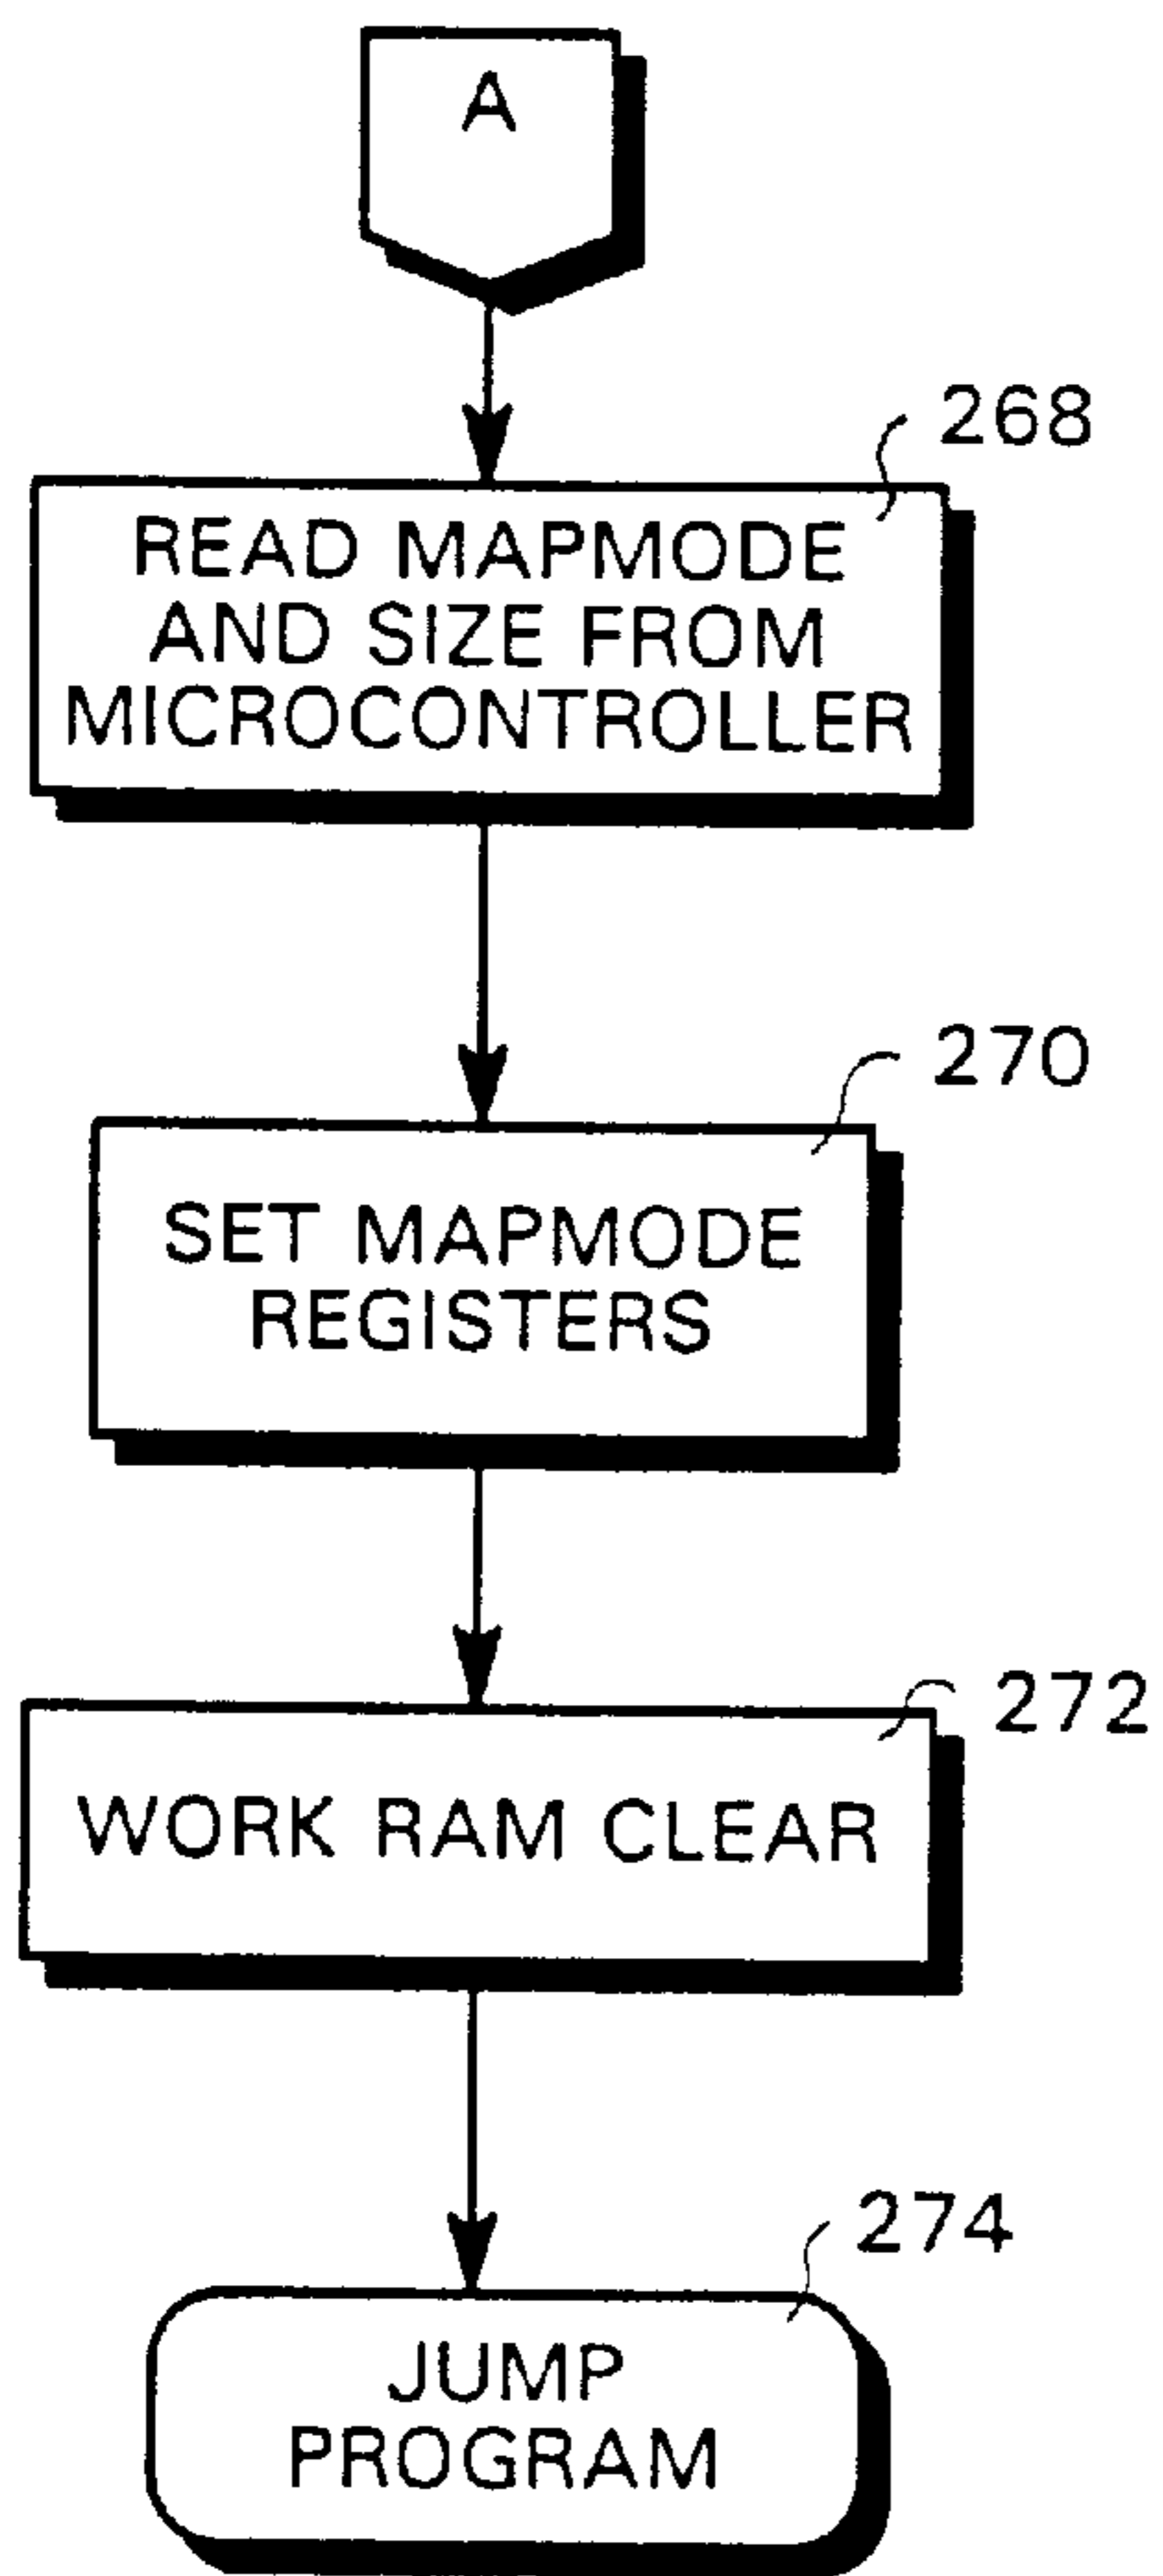 A
268
READ MAPMODE
AND SIZE FROM
MICROCONTROLLER
270
SET MAPMODE
REGISTERS
272
WORK RAM CLEAR
274
JUMP
PROGRAM